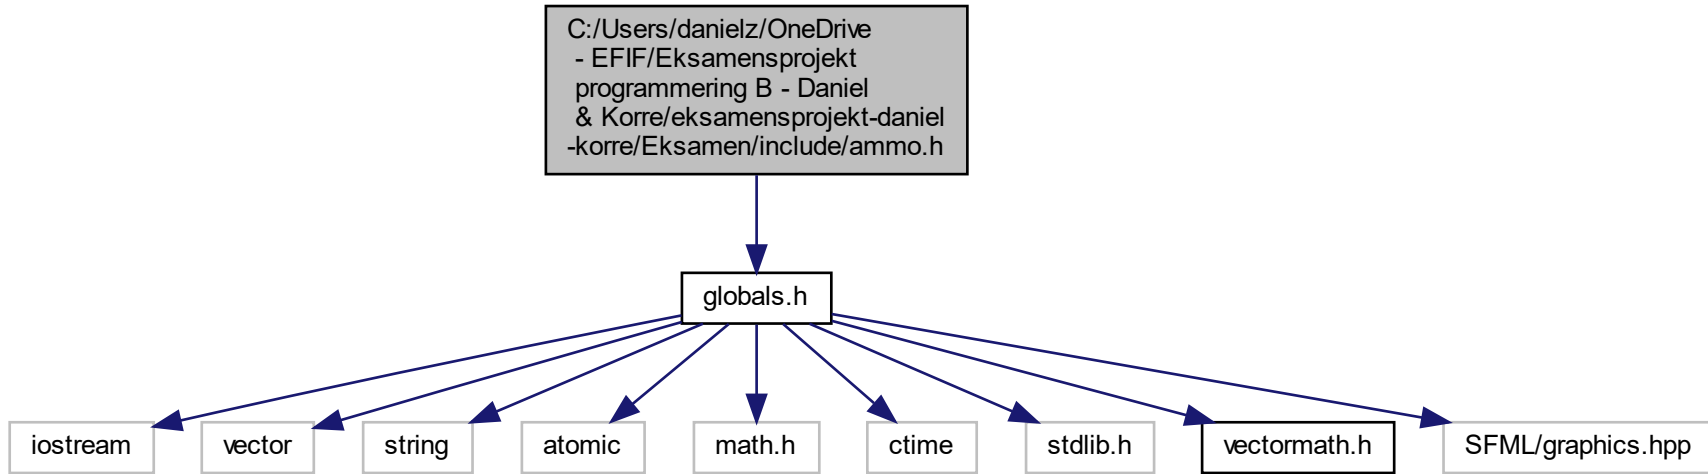 C:/Users/danielz/OneDrive
- EFIF/Eksamensprojekt
programmering B - Daniel
& Korre/eksamensprojekt-daniel
-korre/Eksamen/include/ammo.h
globals.h
iostream
vector
string
atomic
math.h
ctime
stdlib.h
vectormath.h
SFML/graphics.hpp